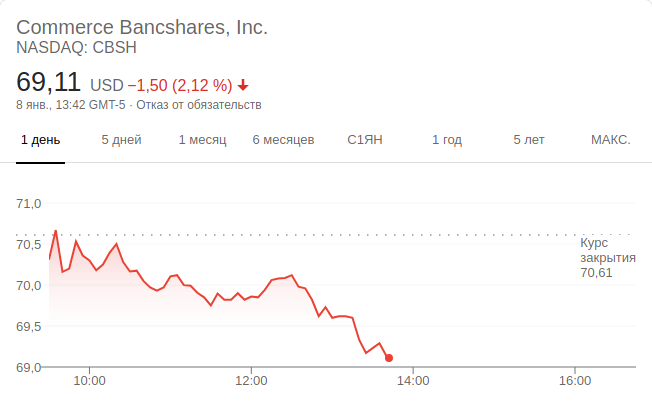 Commerce Bancshares, Inc.
NASDAQ: CBSH
69,11 USD −1,50 (2,12 %)
8 янв., 13:42 GMT-5 · Отказ от обязательств
1 день 5 дней 1 месяц 6 месяцев С1ЯН 1 год 5 лет МАКС.
71,0
70,5
70,0
69,5
69,0
Курс
закрытия
70,61
10:00 12:00 14:00 16:00